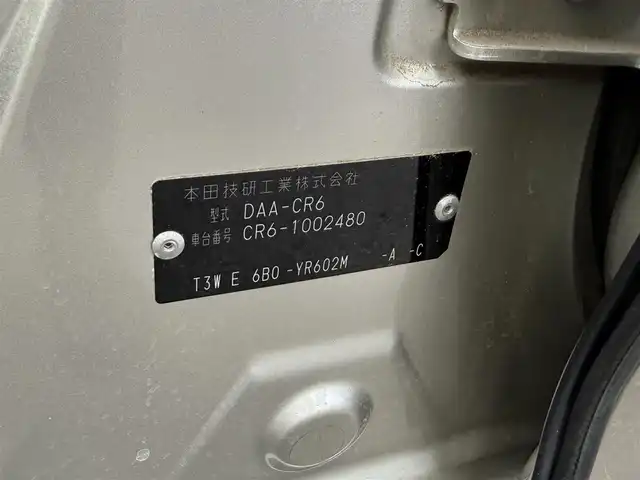 本田技研工業株式会社
型式 DAA-CR6
車台番号 CR6-1002480
T3W E 6B0 -YR602M -A -C